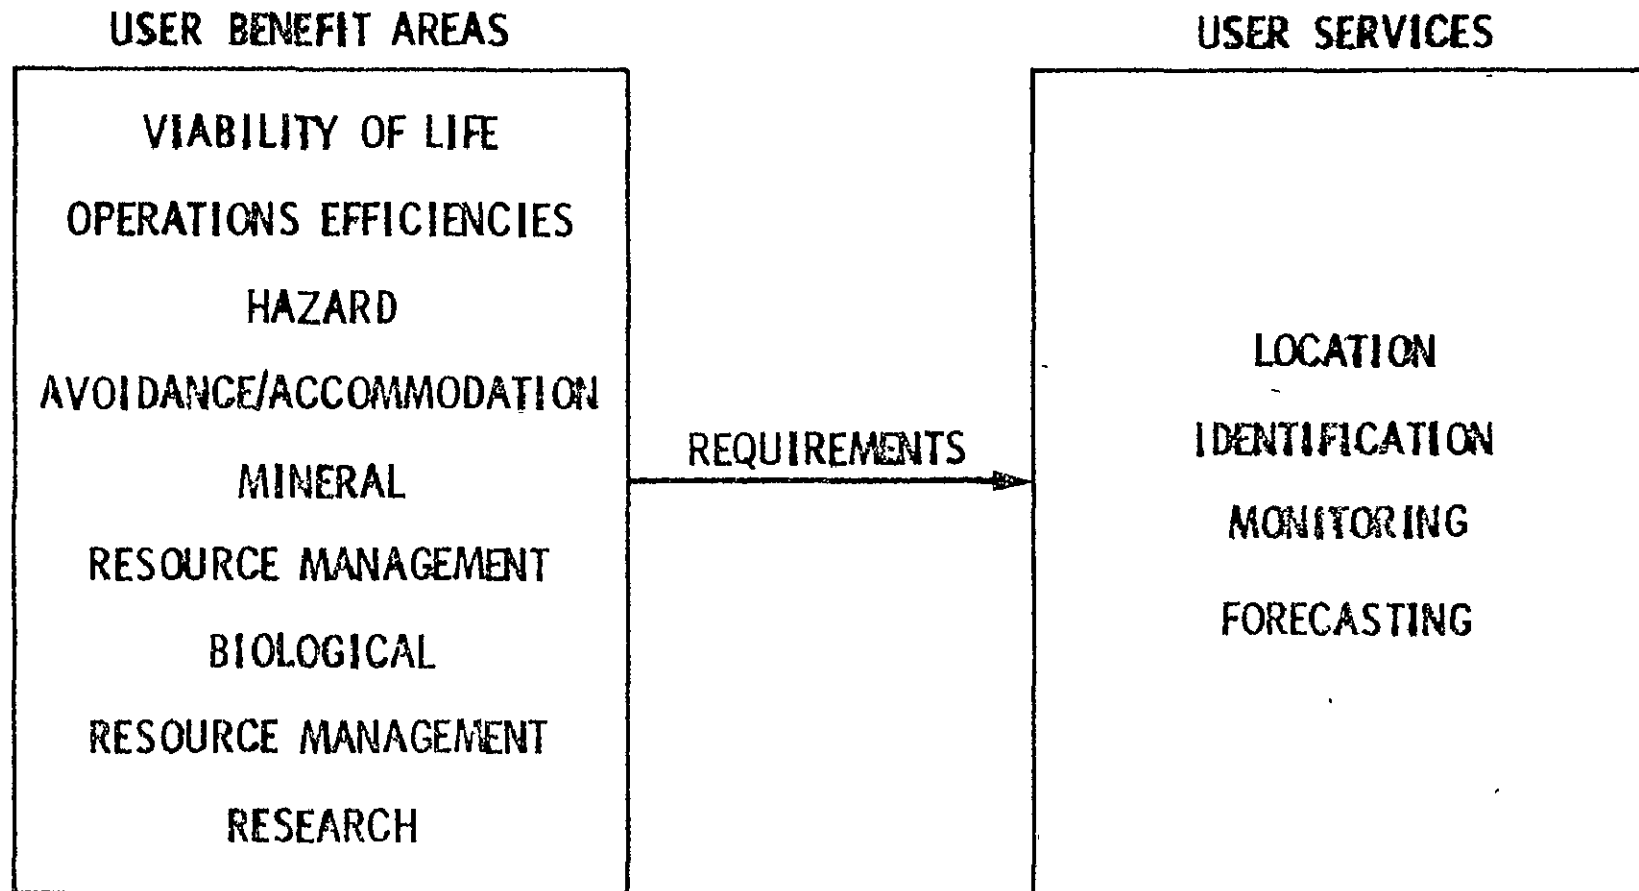 USER BENEFIT AREAS
VIABILITY OF LIFE
OPERATIONS EFFICIENCIES
HAZARD
AVOIDANCE/ACCOMMODATION
MINERAL
RESOURCE MANAGEMENT
BIOLOGICAL
RESOURCE MANAGEMENT
RESEARCH
REQUIREMENTS
USER SERVICES
LOCATION
IDENTIFICATION
MONITORING
FORECASTING